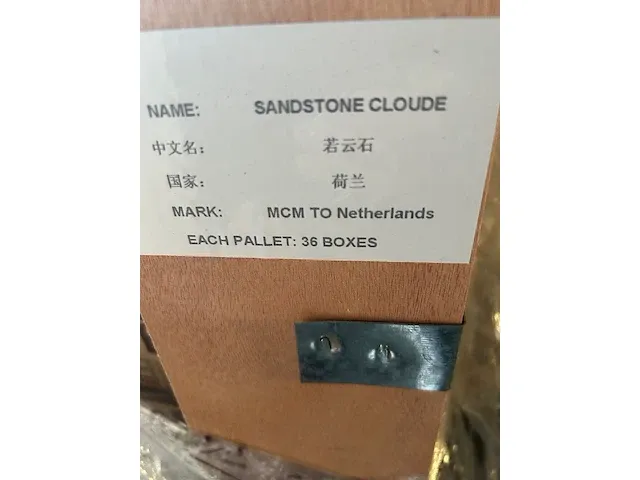 NAME: SANDSTONE CLOUDE
中文名： 若云石
国家： 荷兰
MARK: MCM TO Netherlands
EACH PALLET: 36 BOXES